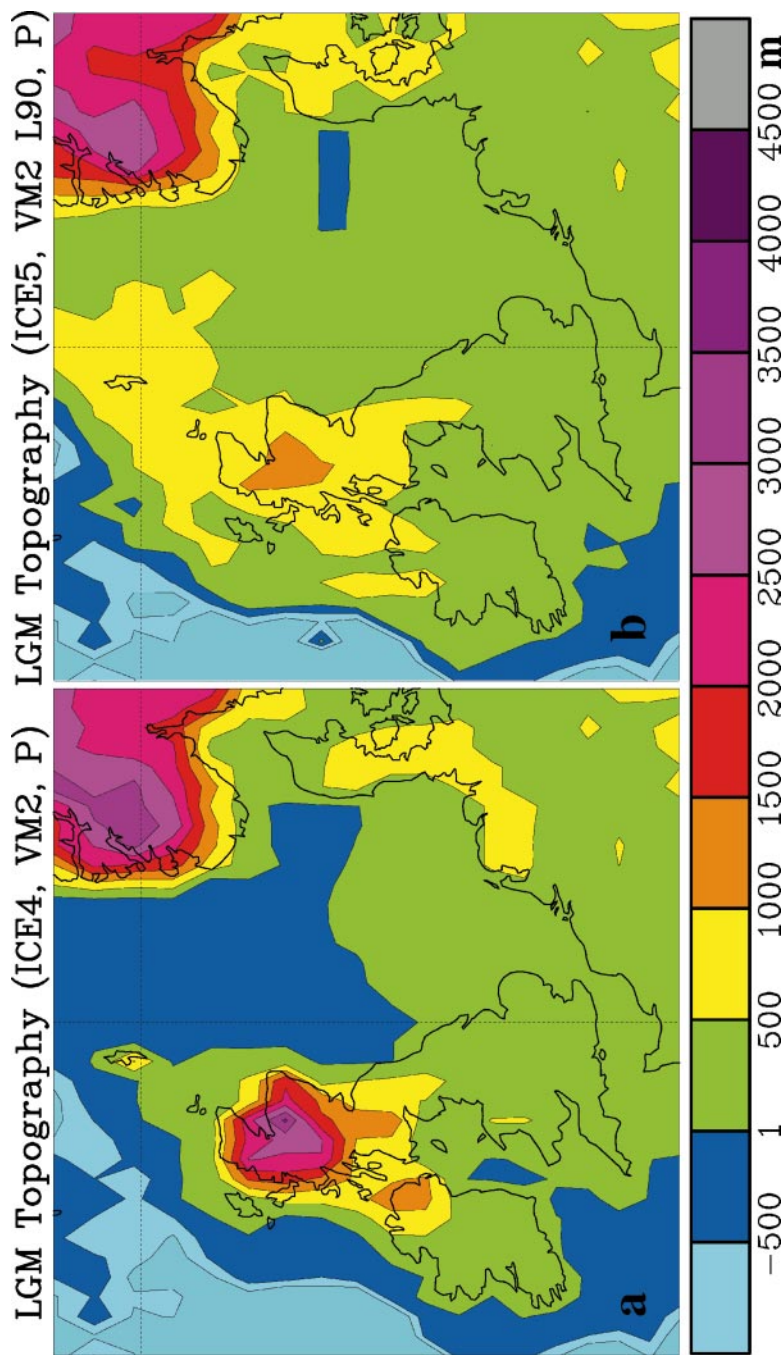 LGM Topography (ICE4, VM2, P)
LGM Topography (ICE5, VM2 L90, P)
a
b
−500 1 500 1000 1500 2000 2500 3000 3500 4000 4500 m